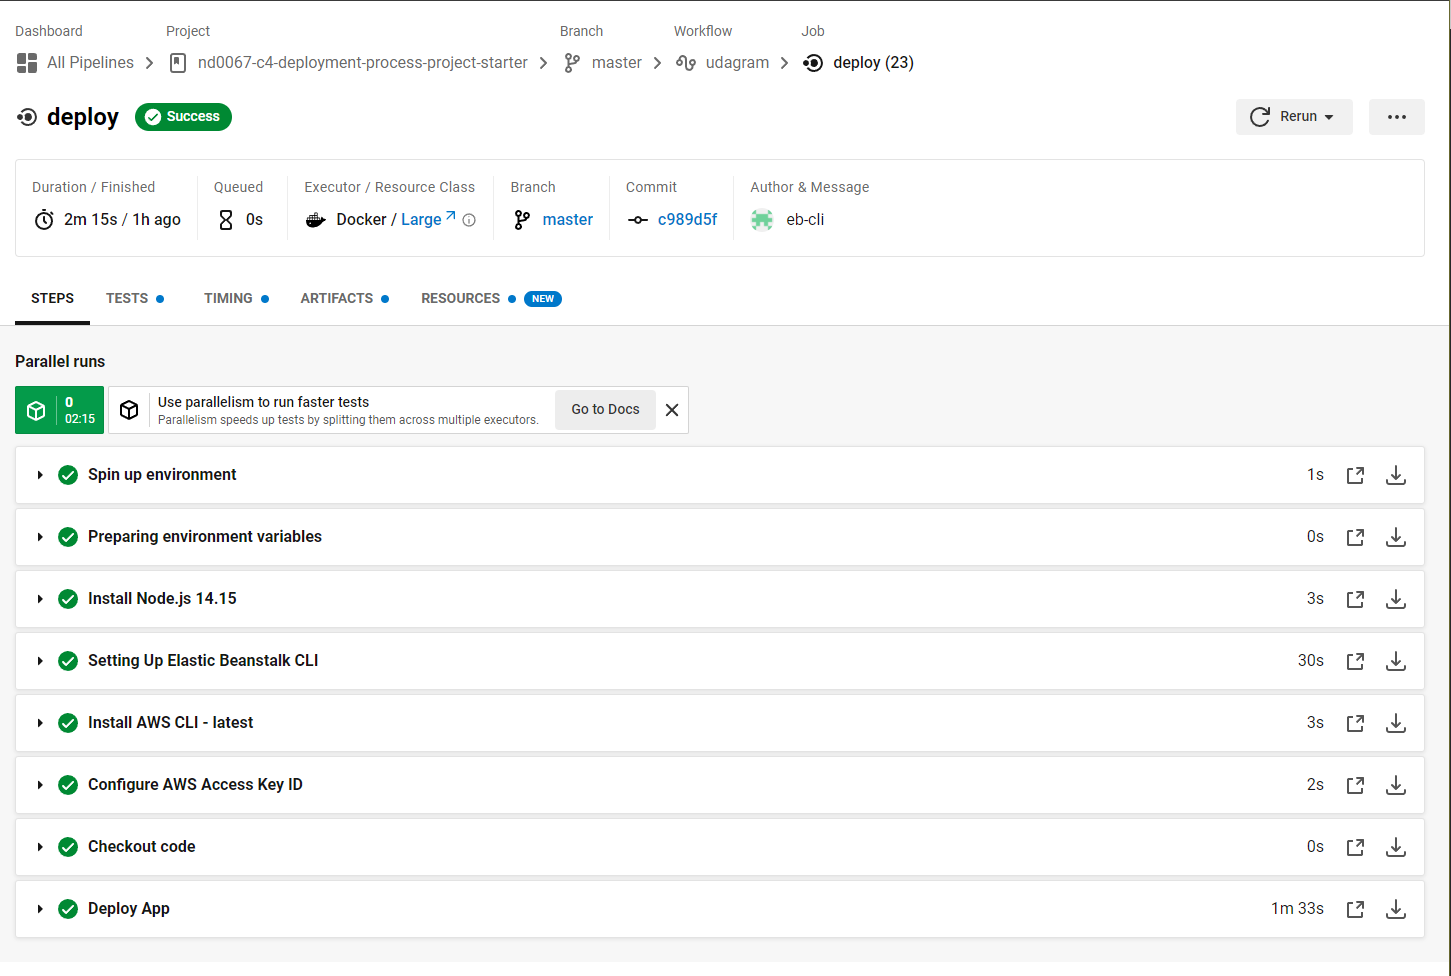 Dashboard Project Branch Workflow Job
All Pipelines nd0067-c4-deployment-process-project-starter master udagram deploy (23)
deploy Success Rerun
Duration / Finished Queued Executor / Resource Class Branch Commit Author & Message
2m 15s / 1h ago 0s Docker / Large master c989d5f eb-cli
STEPS TESTS TIMING ARTIFACTS RESOURCES NEW
Parallel runs
0
02:15
Use parallelism to run faster tests
Parallelism speeds up tests by splitting them across multiple executors.
Go to Docs
Spin up environment 1s
Preparing environment variables 0s
Install Node.js 14.15 3s
Setting Up Elastic Beanstalk CLI 30s
Install AWS CLI - latest 3s
Configure AWS Access Key ID 2s
Checkout code 0s
Deploy App 1m 33s